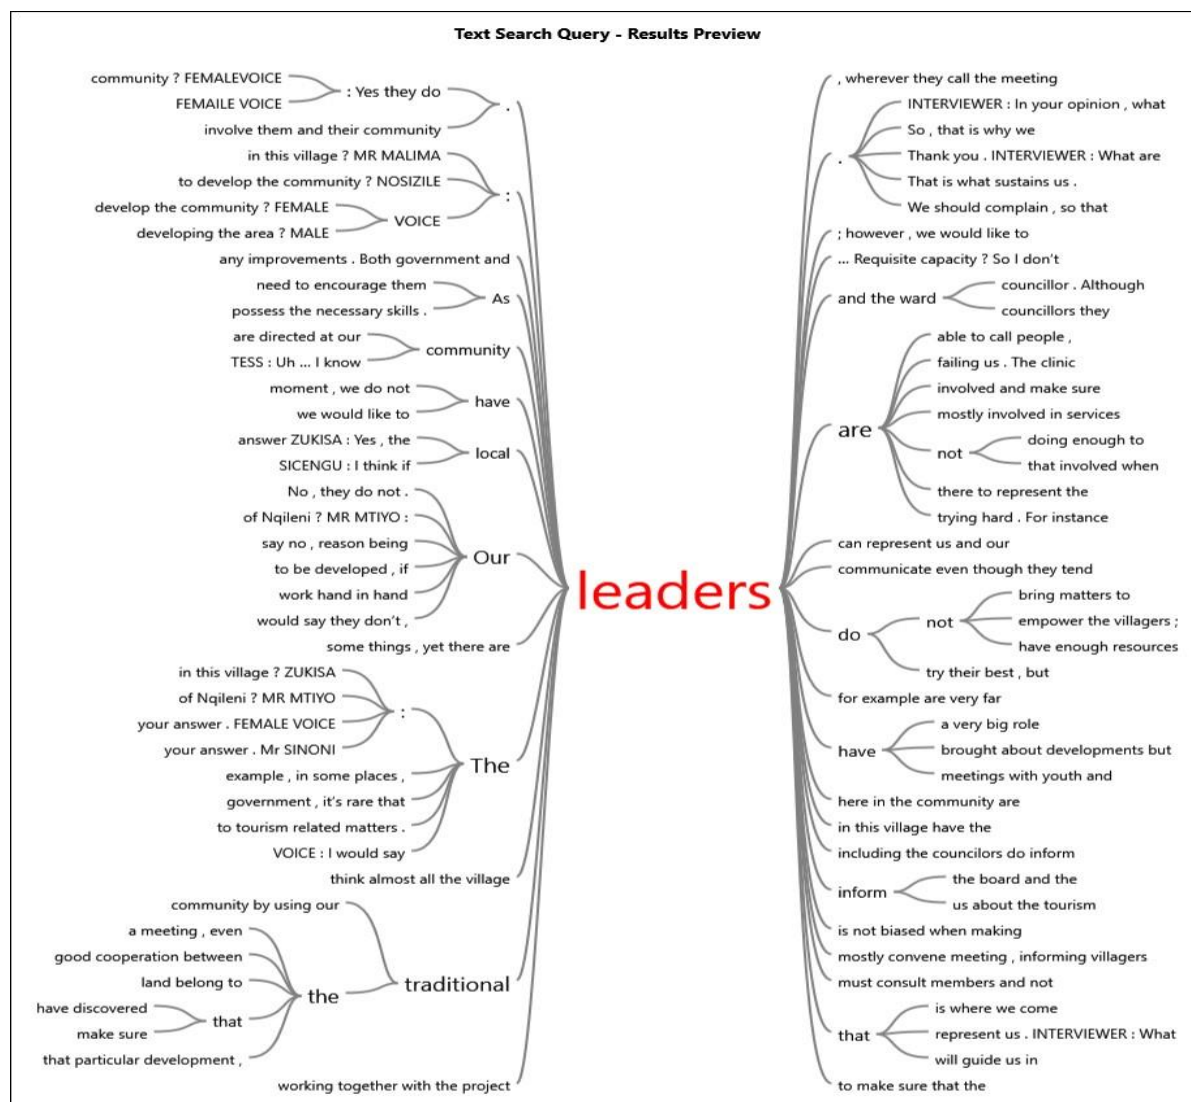 Text Search Query - Results Preview
community ? FEMALEVOICE
FEMAILE VOICE
: Yes they do
involve them and their community
.
in this village ? MR MALIMA
to develop the community ? NOSIZILE
develop the community ? FEMALE
developing the area ? MALE
VOICE
:
any improvements . Both government and
need to encourage them
possess the necessary skills .
As
are directed at our
TESS : Uh ... I know
community
moment , we do not
we would like to
have
answer ZUKISA : Yes , the
SICENGU : I think if
local
No , they do not .
of Nqileni ? MR MTIYO :
say no , reason being
to be developed , if
work hand in hand
would say they don't ,
Our
some things , yet there are
in this village ? ZUKISA
of Nqileni ? MR MTIYO
your answer . FEMALE VOICE
your answer . Mr SINONI
:
example , in some places ,
government , it's rare that
to tourism related matters .
VOICE : I would say
The
think almost all the village
community by using our
a meeting , even
good cooperation between
land belong to
have discovered
make sure
that
that particular development ,
the
traditional
working together with the project
leaders
, wherever they call the meeting
.
INTERVIEWER : In your opinion , what
So , that is why we
Thank you . INTERVIEWER : What are
That is what sustains us .
We should complain , so that
; however , we would like to
... Requisite capacity ? So I don't
and the ward
councillor . Although
councillors they
are
able to call people ,
failing us . The clinic
involved and make sure
mostly involved in services
not
doing enough to
that involved when
there to represent the
trying hard . For instance
can represent us and our
communicate even though they tend
do
not
bring matters to
empower the villagers ;
have enough resources
try their best , but
for example are very far
have
a very big role
brought about developments but
meetings with youth and
here in the community are
in this village have the
including the councilors do inform
inform
the board and the
us about the tourism
is not biased when making
mostly convene meeting , informing villagers
must consult members and not
that
is where we come
represent us . INTERVIEWER : What
will guide us in
to make sure that the